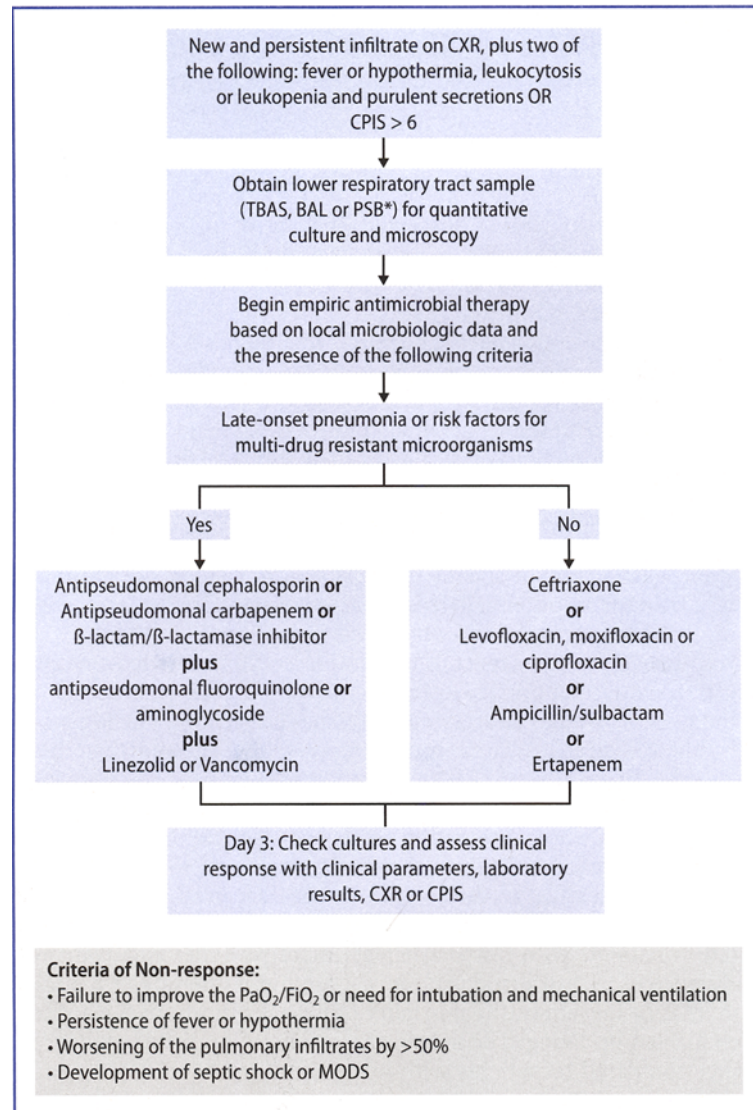 New and persistent infiltrate on CXR, plus two of
the following: fever or hypothermia, leukocytosis
or leukopenia and purulent secretions OR
CPIS > 6
Obtain lower respiratory tract sample
(TBAS, BAL or PSB*) for quantitative
culture and microscopy
Begin empiric antimicrobial therapy
based on local microbiologic data and
the presence of the following criteria
Late-onset pneumonia or risk factors for
multi-drug resistant microorganisms
Yes
No
Antipseudomonal cephalosporin or
Antipseudomonal carbapenem or
ß-lactam/ß-lactamase inhibitor
plus
antipseudomonal fluoroquinolone or
aminoglycoside
plus
Linezolid or Vancomycin
Ceftriaxone
or
Levofloxacin, moxifloxacin or
ciprofloxacin
or
Ampicillin/sulbactam
or
Ertapenem
Day 3: Check cultures and assess clinical
response with clinical parameters, laboratory
results, CXR or CPIS
Criteria of Non-response:
• Failure to improve the PaO₂/FiO₂ or need for intubation and mechanical ventilation
• Persistence of fever or hypothermia
• Worsening of the pulmonary infiltrates by >50%
• Development of septic shock or MODS